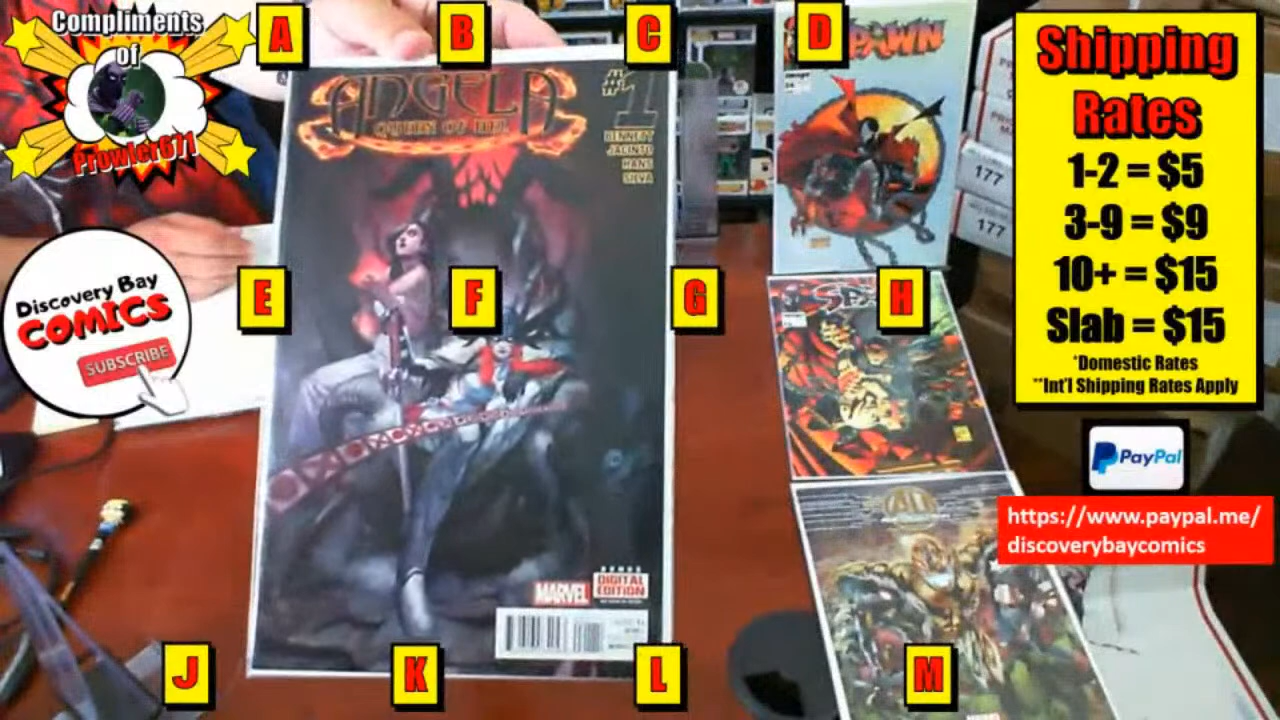 Compliments
of
Prowler671
A
B
C
D
ANGELA
QUEEN OF HEL
#1
BENNETT
JACINTO
HANS
SILVA
SPAWN
image
177
177
Shipping
Rates
1-2 = $5
3-9 = $9
10+ = $15
Slab = $15
*Domestic Rates
**Int'l Shipping Rates Apply
Discovery Bay
COMICS
SUBSCRIBE
E
F
G
H
PayPal
https://www.paypal.me/
discoverybaycomics
AU
MARVEL
DIGITAL
EDITION
J
K
L
M